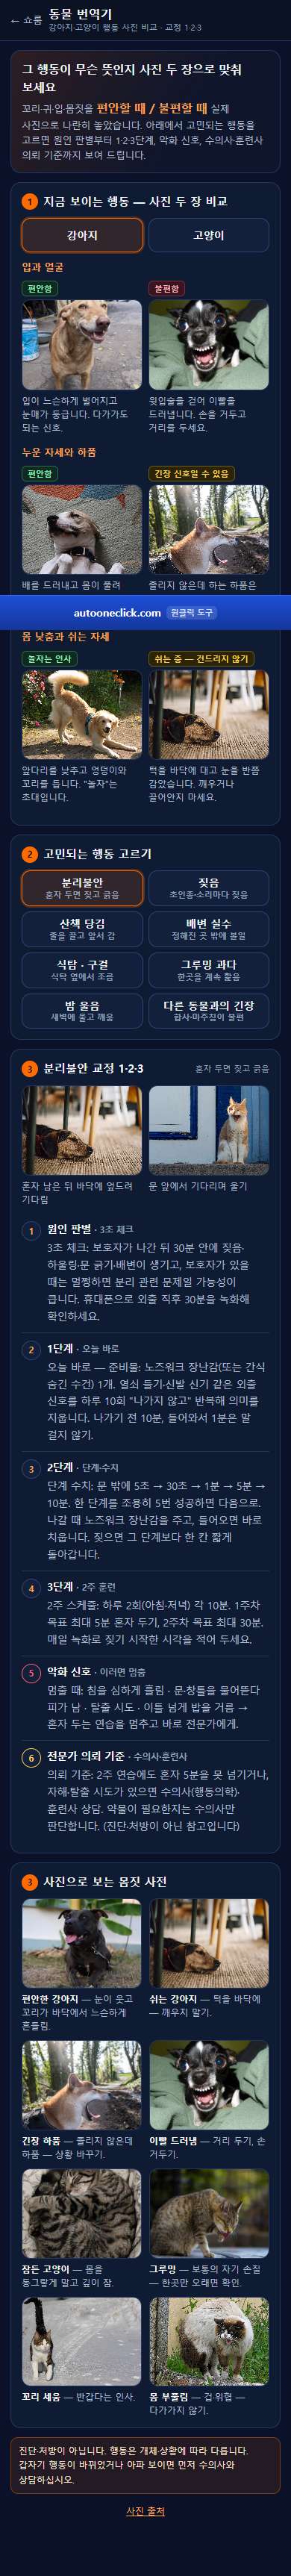 ← 쇼룸
동물 번역기
강아지·고양이 행동 사진 비교 · 교정 1·2·3
그 행동이 무슨 뜻인지 사진 두 장으로 맞춰
보세요
꼬리·귀·입·몸짓을 편안할 때 / 불편할 때 실제
사진으로 나란히 놓았습니다. 아래에서 고민되는 행동을
고르면 원인 판별부터 1·2·3단계, 악화 신호, 수의사·훈련사
의뢰 기준까지 보여 드립니다.
1 지금 보이는 행동 — 사진 두 장 비교
강아지
고양이
입과 얼굴
편안함
불편함
입이 느슨하게 벌어지고
눈매가 둥급니다. 다가가도
되는 신호.
윗입술을 걷어 이빨을
드러냅니다. 손을 거두고
거리를 두세요.
누운 자세와 하품
편안함
긴장 신호일 수 있음
배를 드러내고 몸이 풀려
졸리지 않은데 하는 하품은
autooneclick.com 원클릭 도구
몸 낮춤과 쉬는 자세
놀자는 인사
쉬는 중 — 건드리지 않기
앞다리를 낮추고 엉덩이와
꼬리를 듭니다. "놀자"는
초대입니다.
턱을 바닥에 대고 눈을 반쯤
감았습니다. 깨우거나
끌어안지 마세요.
2 고민되는 행동 고르기
분리불안
혼자 두면 짖고 긁음
짖음
초인종·소리마다 짖음
산책 당김
줄을 끌고 앞서 감
배변 실수
정해진 곳 밖에 볼일
식탐 · 구걸
식탁 옆에서 조름
그루밍 과다
한곳을 계속 핥음
밤 울음
새벽에 울고 깨움
다른 동물과의 긴장
합사·마주침이 불편
3 분리불안 교정 1·2·3
혼자 두면 짖고 긁음
혼자 남은 뒤 바닥에 엎드려
기다림
문 앞에서 기다리며 울기
1 원인 판별 · 3초 체크
3초 체크: 보호자가 나간 뒤 30분 안에 짖음·
하울링·문 긁기·배변이 생기고, 보호자가 있을
때는 멀쩡하면 분리 관련 문제일 가능성이
큽니다. 휴대폰으로 외출 직후 30분을 녹화해
확인하세요.
2 1단계 · 오늘 바로
오늘 바로 — 준비물: 노즈워크 장난감(또는 간식
숨긴 수건) 1개. 열쇠 들기·신발 신기 같은 외출
신호를 하루 10회 "나가지 않고" 반복해 의미를
지웁니다. 나가기 전 10분, 들어와서 1분은 말
걸지 않기.
3 2단계 · 단계·수치
단계 수치: 문 밖에 5초 → 30초 → 1분 → 5분 →
10분. 한 단계를 조용히 5번 성공하면 다음으로.
나갈 때 노즈워크 장난감을 주고, 들어오면 바로
치웁니다. 짖으면 그 단계보다 한 칸 짧게
돌아갑니다.
4 3단계 · 2주 훈련
2주 스케줄: 하루 2회(아침·저녁) 각 10분. 1주차
목표 최대 5분 혼자 두기, 2주차 목표 최대 30분.
매일 녹화로 짖기 시작한 시각을 적어 두세요.
5 악화 신호 · 이러면 멈춤
멈출 때: 침을 심하게 흘림 · 문·창틀을 물어뜯다
피가 남 · 탈출 시도 · 이틀 넘게 밥을 거름 →
혼자 두는 연습을 멈추고 바로 전문가에게.
6 전문가 의뢰 기준 · 수의사·훈련사
의뢰 기준: 2주 연습에도 혼자 5분을 못 넘기거나,
자해·탈출 시도가 있으면 수의사(행동의학)·
훈련사 상담. 약물이 필요한지는 수의사만
판단합니다. (진단·처방이 아닌 참고입니다)
3 사진으로 보는 몸짓 사전
편안한 강아지 — 눈이 웃고
꼬리가 바닥에서 느슨하게
흔들림.
쉬는 강아지 — 턱을 바닥에
— 깨우지 말기.
긴장 하품 — 졸리지 않은데
하품 — 상황 바꾸기.
이빨 드러냄 — 거리 두기, 손
거두기.
잠든 고양이 — 몸을
동그랗게 말고 깊이 잠.
그루밍 — 보통의 자기 손질
— 한곳만 오래면 확인.
꼬리 세움 — 반갑다는 인사.
몸 부풀림 — 겁·위협 —
다가가지 않기.
진단·처방이 아닙니다. 행동은 개체·상황에 따라 다릅니다.
갑자기 행동이 바뀌었거나 아파 보이면 먼저 수의사와
상담하십시오.
사진 출처